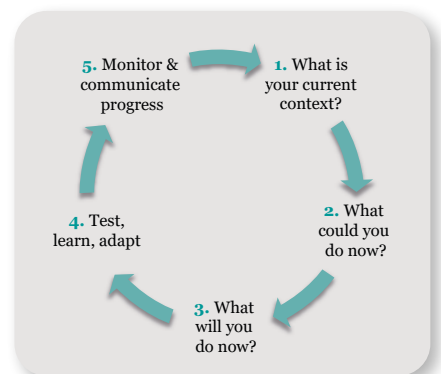 5. Monitor &
communicate
progress
1. What is
your current
context?
2. What
could you
do now?
3. What
will you
do now?
4. Test,
learn, adapt